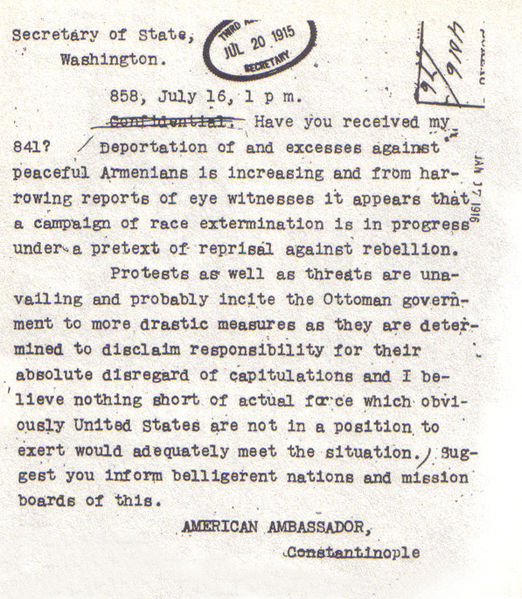 Secretary of State,
Washington.
THIRD AS
JUL 20 1915
SECRETARY
858, July 16, 1 p m.
Confidential. Have you received my
841? Deportation of and excesses against
peaceful Armenians is increasing and from har-
rowing reports of eye witnesses it appears that
a campaign of race extermination is in progress
under a pretext of reprisal against rebellion.
Protests as well as threats are una-
vailing and probably incite the Ottoman govern-
ment to more drastic measures as they are deter-
mined to disclaim responsibility for their
absolute disregard of capitulations and I be-
lieve nothing short of actual force which obvi-
ously United States are not in a position to
exert would adequately meet the situation. Sug-
gest you inform belligerent nations and mission
boards of this.
AMERICAN AMBASSADOR,
Constantinople
76
JAN 17 1916